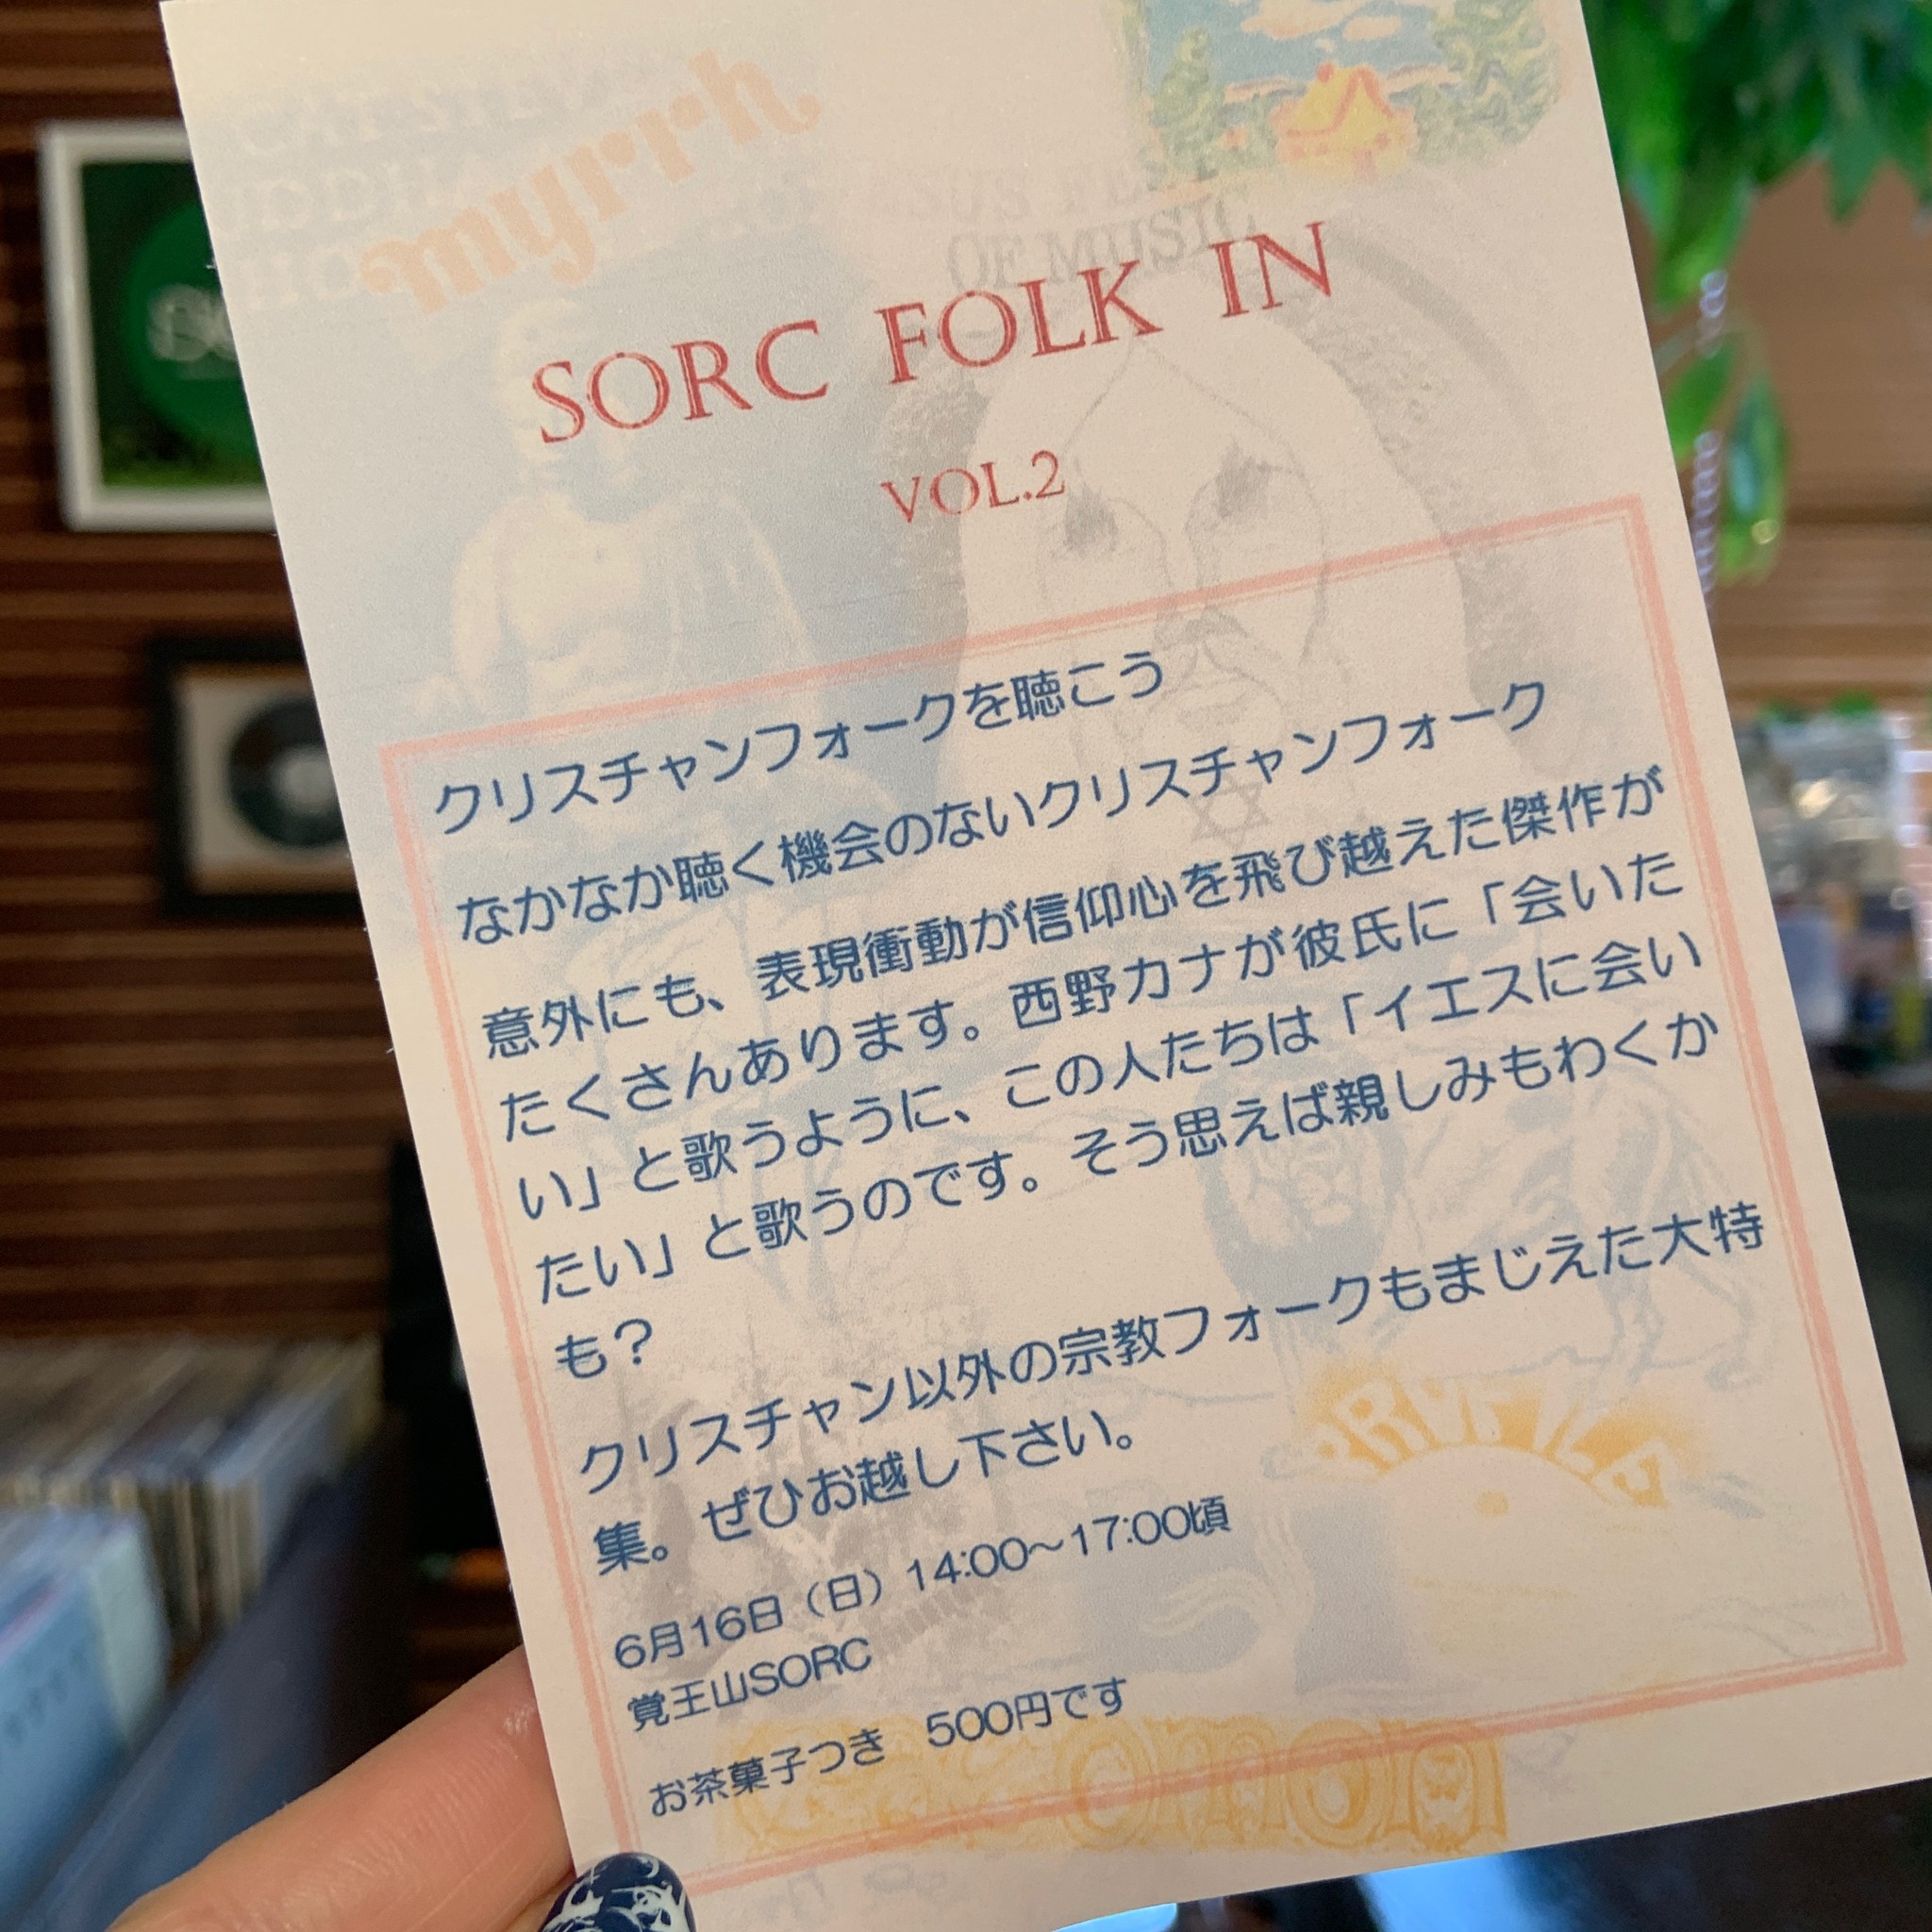 myrrh
OF MUSIC
SORC FOLK IN
VOL.2
クリスチャンフォークを聴こう
なかなか聴く機会のないクリスチャンフォーク
意外にも、表現衝動が信仰心を飛び越えた傑作が
たくさんあります。西野カナが彼氏に「会いた
い」と歌うように、この人たちは「イエスに会い
たい」と歌うのです。そう思えば親しみもわくか
も？
クリスチャン以外の宗教フォークもまじえた大特
集。ぜひお越し下さい。
6月16日（日）14:00～17:00頃
覚王山SORC
お茶菓子つき　500円です